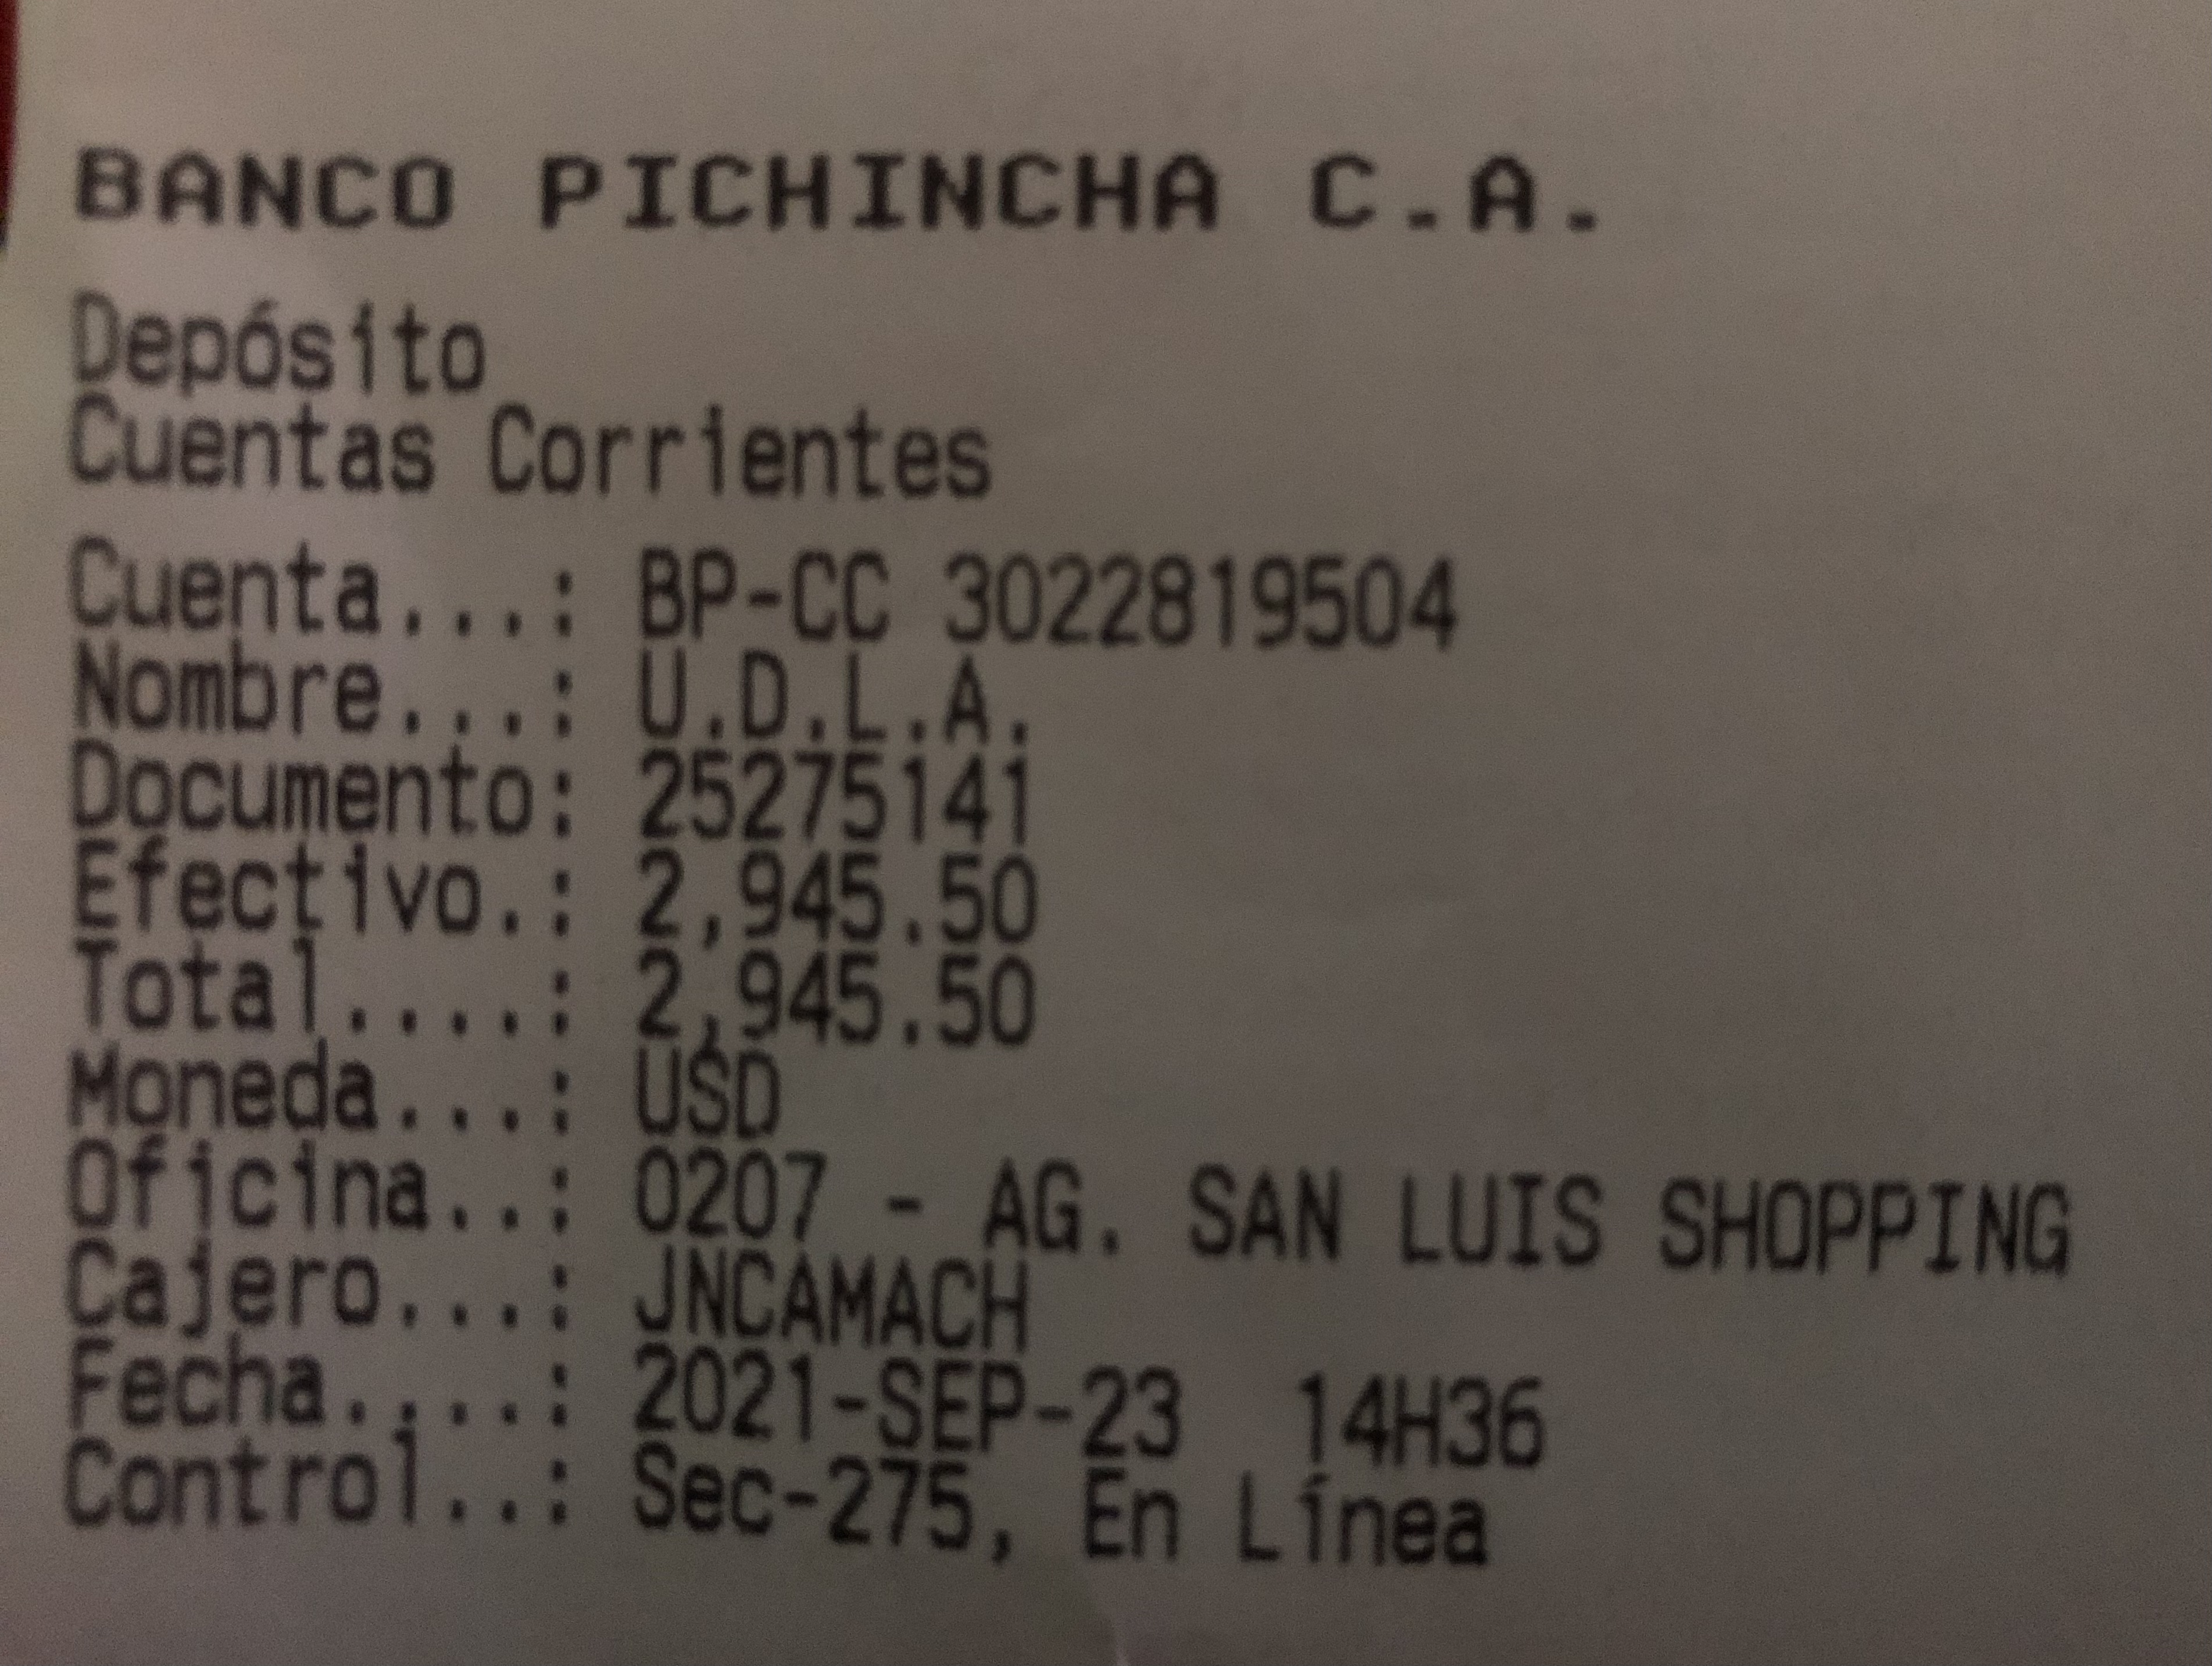 BANCO PICHINCHA C.A.
Depósito
Cuentas Corrientes
Cuenta...: BP-CC 3022819504
Nombre...: U.D.L.A.
Documento: 25275141
Efectivo.: 2,945.50
Total....: 2,945.50
Moneda...: USD
Oficina..: 0207 - AG. SAN LUIS SHOPPING
Cajero...: JNCAMACH
Fecha....: 2021-SEP-23 14H36
Control..: Sec-275, En Línea